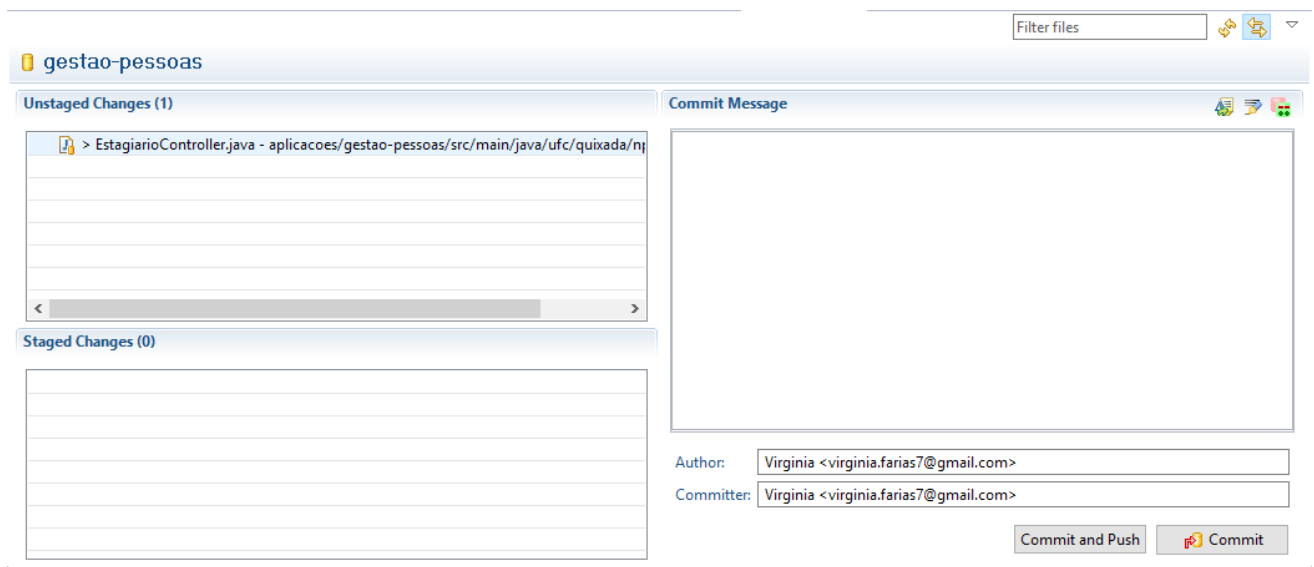 Filter files
gestao-pessoas
Unstaged Changes (1)
> EstagiarioController.java - aplicacoes/gestao-pessoas/src/main/java/ufc/quixada/np
Staged Changes (0)
Commit Message
Author: Virginia <virginia.farias7@gmail.com>
Committer: Virginia <virginia.farias7@gmail.com>
Commit and Push
Commit